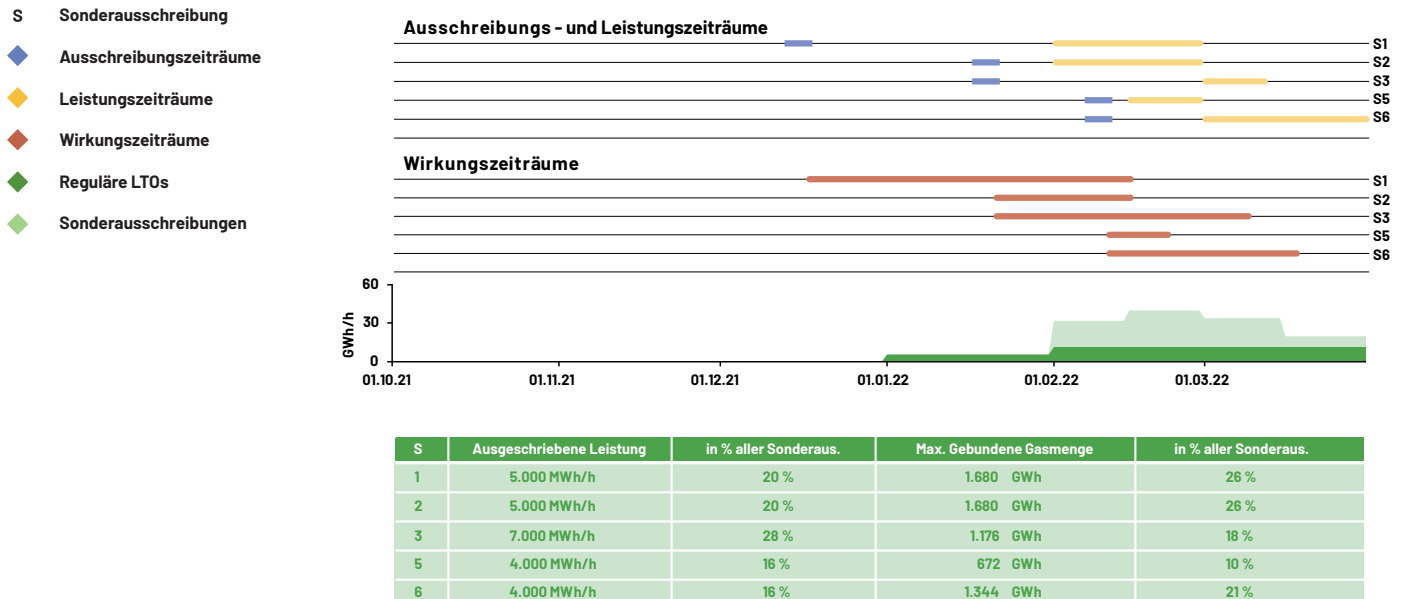 S Sonderausschreibung
Ausschreibungszeiträume
Leistungszeiträume
Wirkungszeiträume
Reguläre LTOs
Sonderausschreibungen
Ausschreibungs - und Leistungszeiträume
S1
S2
S3
S5
S6
Wirkungszeiträume
S1
S2
S3
S5
S6
GWh/h
60
30
0
01.10.21 01.11.21 01.12.21 01.01.22 01.02.22 01.03.22
S Ausgeschriebene Leistung in % aller Sonderaus. Max. Gebundene Gasmenge in % aller Sonderaus.
1 5.000 MWh/h 20 % 1.680 GWh 26 %
2 5.000 MWh/h 20 % 1.680 GWh 26 %
3 7.000 MWh/h 28 % 1.176 GWh 18 %
5 4.000 MWh/h 16 % 672 GWh 10 %
6 4.000 MWh/h 16 % 1.344 GWh 21 %